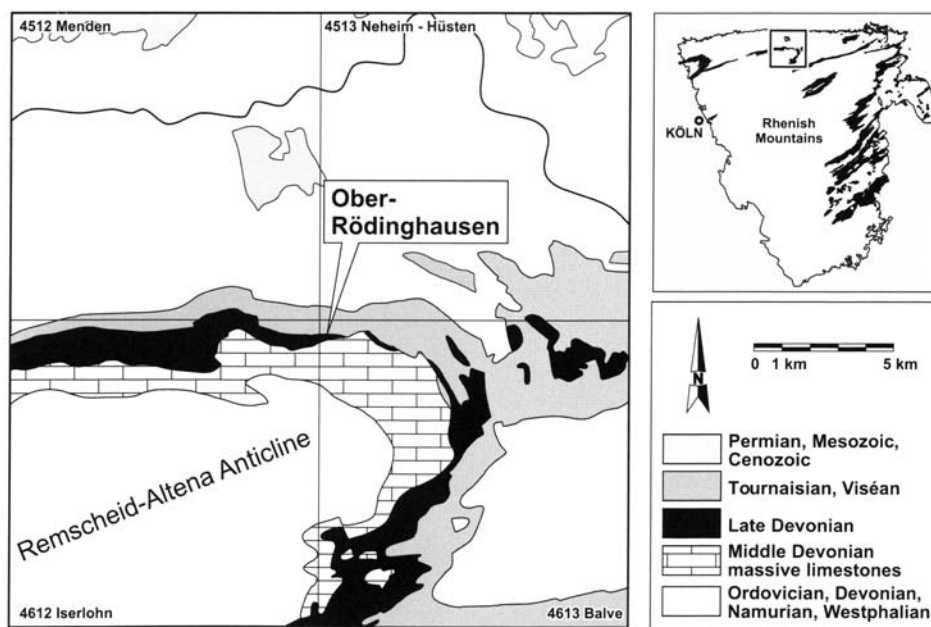 4512 Menden
4513 Neheim - Hüsten
Ober-
Rödinghausen
Remscheid-Altena Anticline
4612 Iserlohn
4613 Balve
KÖLN
Rhenish
Mountains
N
0 1 km 5 km
Permian, Mesozoic,
Cenozoic
Tournaisian, Viséan
Late Devonian
Middle Devonian
massive limestones
Ordovician, Devonian,
Namurian, Westphalian